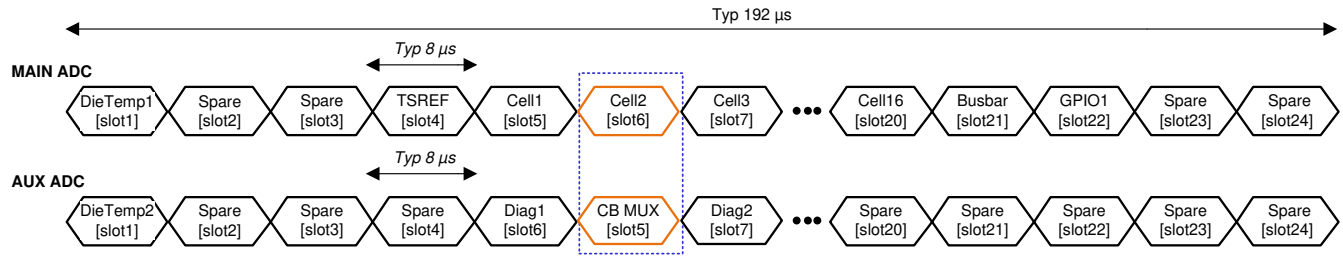 Typ 192 µs
Typ 8 µs
MAIN ADC
DieTemp1 Spare Spare TSREF Cell1 Cell2 Cell3 Cell16 Busbar GPIO1 Spare Spare
[slot1] [slot2] [slot3] [slot4] [slot5] [slot6] [slot7] [slot20] [slot21] [slot22] [slot23] [slot24]
Typ 8 µs
AUX ADC
DieTemp2 Spare Spare Spare Diag1 CB MUX Diag2 Spare Spare Spare Spare Spare
[slot1] [slot2] [slot3] [slot4] [slot6] [slot5] [slot7] [slot20] [slot21] [slot22] [slot23] [slot24]